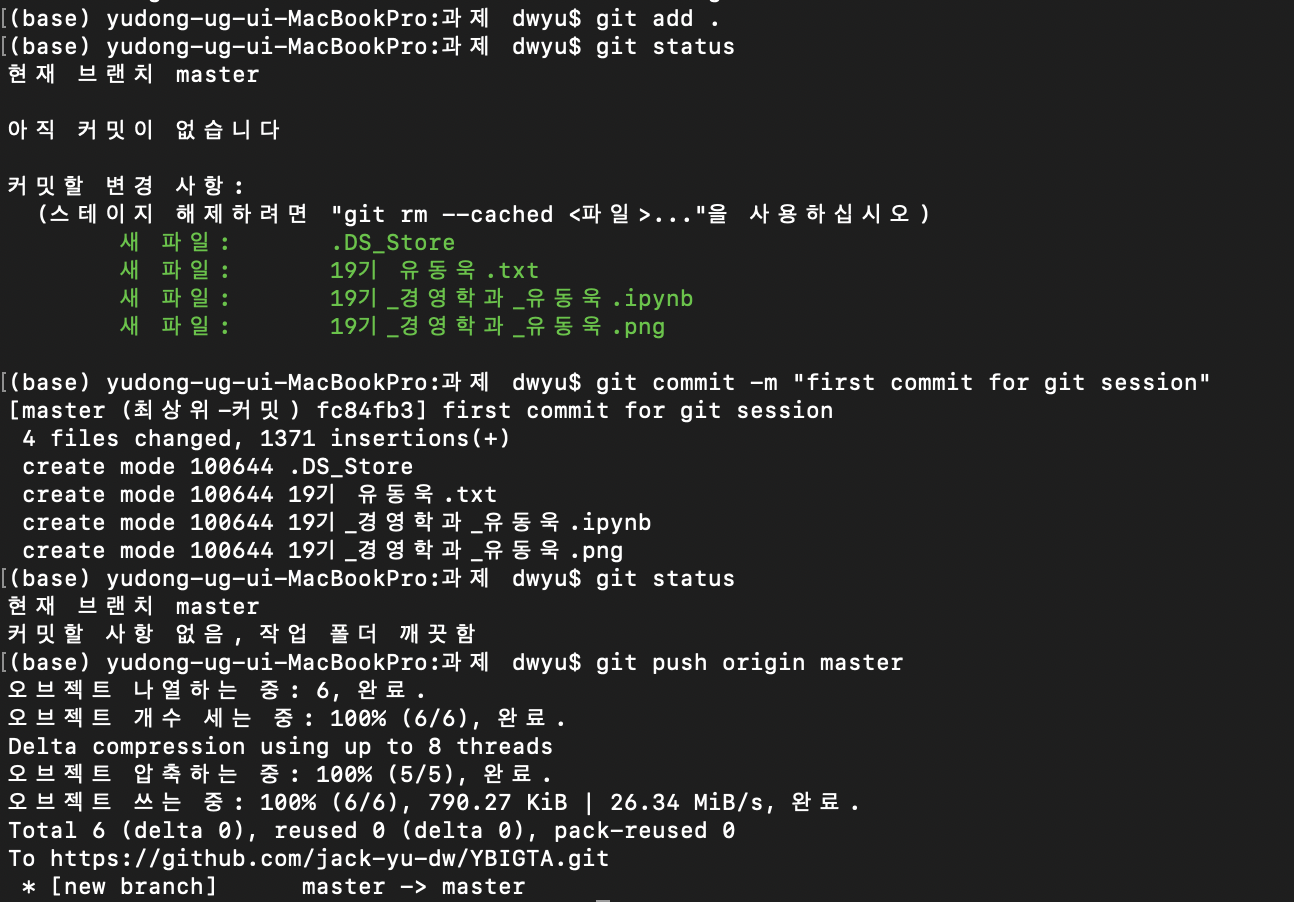 (base) yudong-ug-ui-MacBookPro:과제 dwyu$ git add .
(base) yudong-ug-ui-MacBookPro:과제 dwyu$ git status
현재 브랜치 master
아직 커밋이 없습니다
커밋할 변경 사항:
(스테이지 해제하려면 "git rm --cached <파일>..."을 사용하십시오)
새 파일: .DS_Store
새 파일: 19기 유동욱.txt
새 파일: 19기_경영학과_유동욱.ipynb
새 파일: 19기_경영학과_유동욱.png
(base) yudong-ug-ui-MacBookPro:과제 dwyu$ git commit -m "first commit for git session"
[master (최상위-커밋) fc84fb3] first commit for git session
4 files changed, 1371 insertions(+)
create mode 100644 .DS_Store
create mode 100644 19기 유동욱.txt
create mode 100644 19기_경영학과_유동욱.ipynb
create mode 100644 19기_경영학과_유동욱.png
(base) yudong-ug-ui-MacBookPro:과제 dwyu$ git status
현재 브랜치 master
커밋할 사항 없음, 작업 폴더 깨끗함
(base) yudong-ug-ui-MacBookPro:과제 dwyu$ git push origin master
오브젝트 나열하는 중: 6, 완료.
오브젝트 개수 세는 중: 100% (6/6), 완료.
Delta compression using up to 8 threads
오브젝트 압축하는 중: 100% (5/5), 완료.
오브젝트 쓰는 중: 100% (6/6), 790.27 KiB | 26.34 MiB/s, 완료.
Total 6 (delta 0), reused 0 (delta 0), pack-reused 0
To https://github.com/jack-yu-dw/YBIGTA.git
* [new branch] master -> master